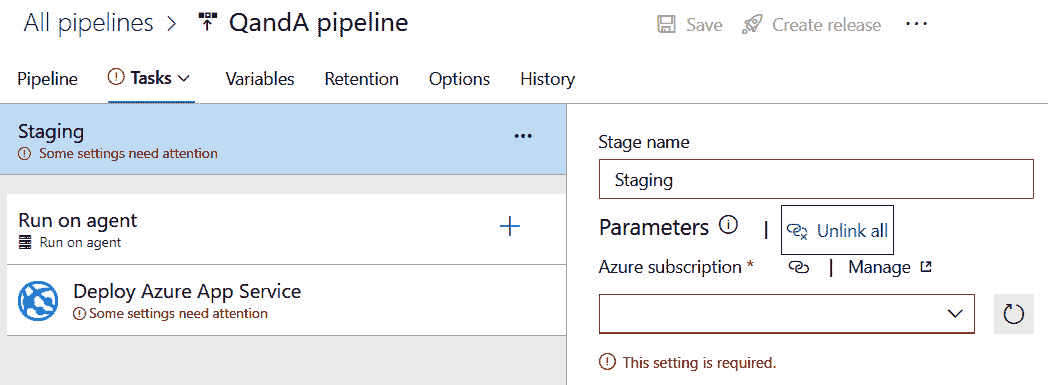 All pipelines > QandA pipeline
Save
Create release
...
Pipeline
Tasks
Variables
Retention
Options
History
Staging
...
Some settings need attention
Run on agent
Run on agent
Deploy Azure App Service
Some settings need attention
Stage name
Staging
Parameters | Unlink all
Azure subscription * | Manage
This setting is required.